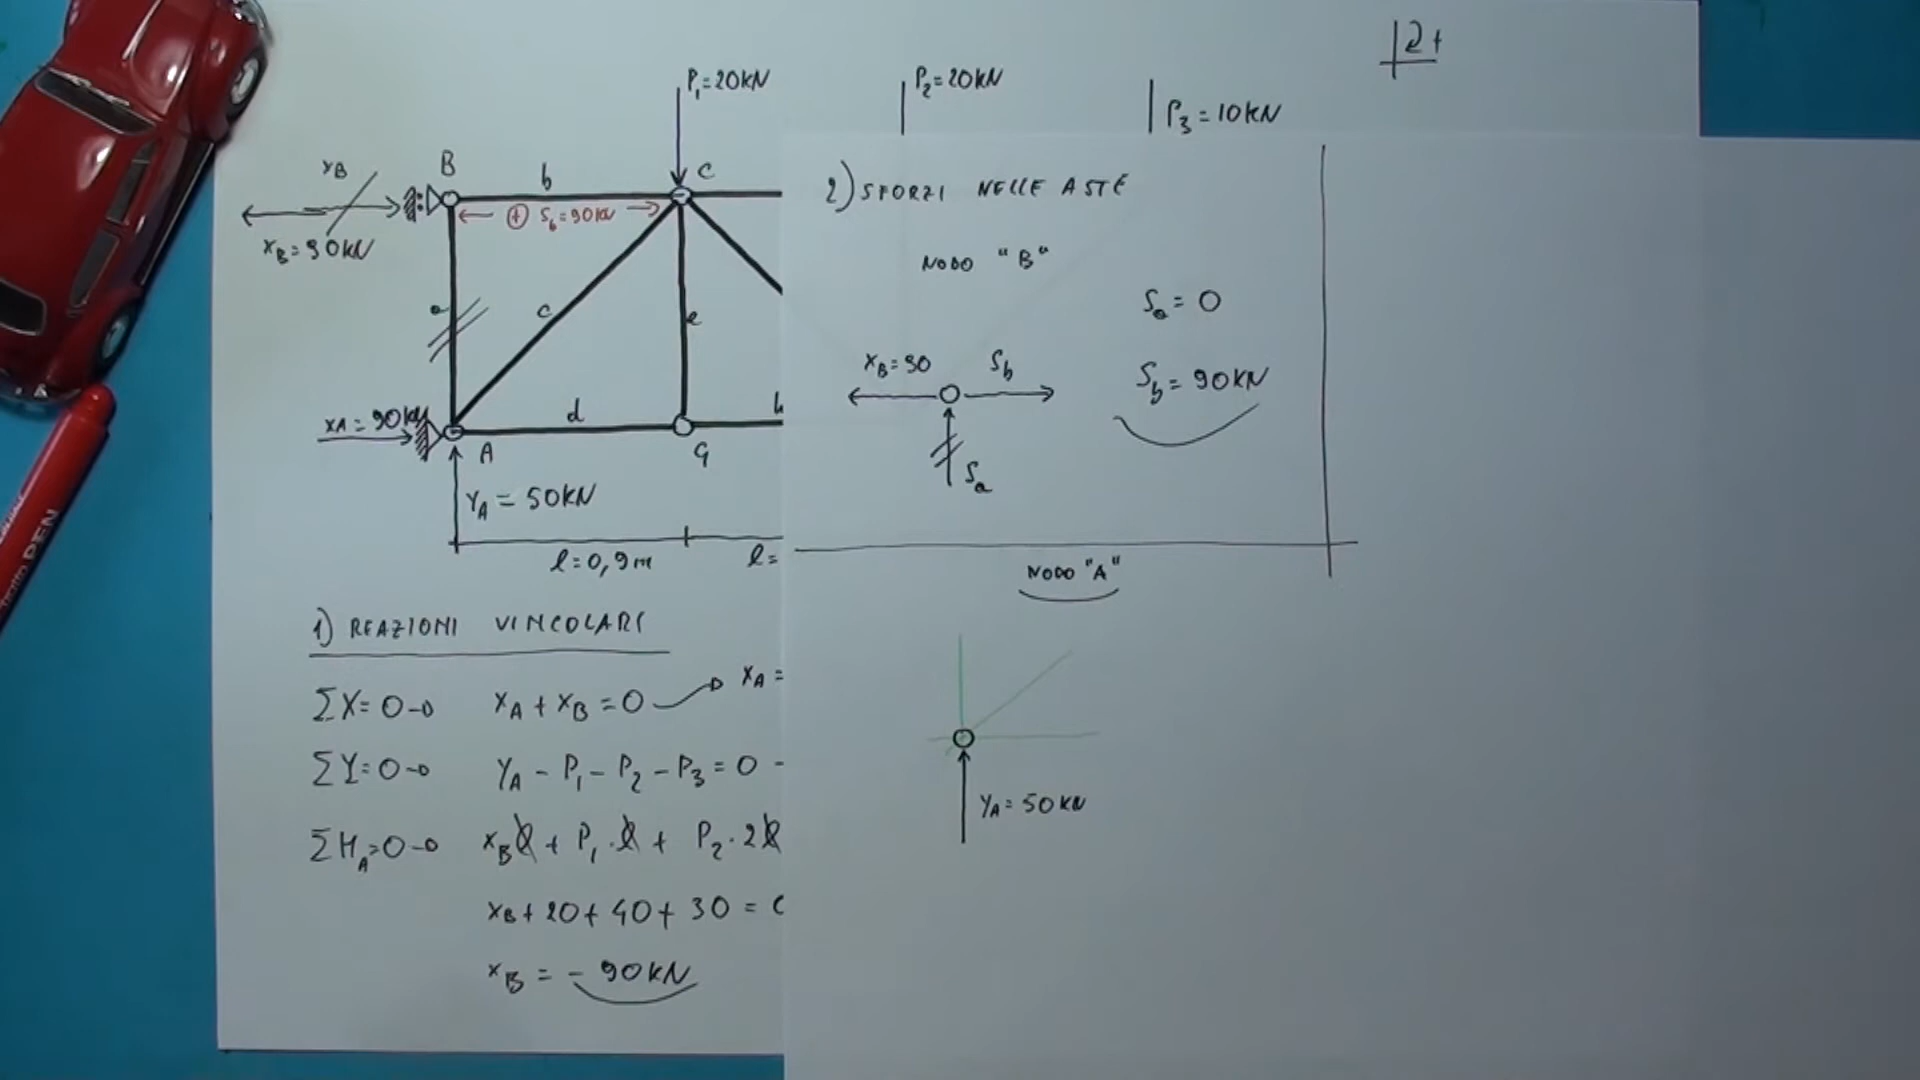 P₁=20KN
P₂=20KN
P₃=10KN
2+
xB
B
b
C
⊕ Sb=90KN
xB=90KN
a
c
e
xA=90KN
d
h
A
G
YA=50KN
l=0,9m
l=
1) REAZIONI VINCOLARI
ΣX=0→ xA+xB=0 → xA=
ΣY=0→ YA-P₁-P₂-P₃=0 -
ΣMA=0→ xBl+P₁·l+P₂·2l
xB+20+40+30=0
xB=-90KN
2) SFORZI NELLE ASTE
NODO "B"
Sa=0
xB=90
Sb
Sb=90KN
Sa
NODO "A"
YA=50KN